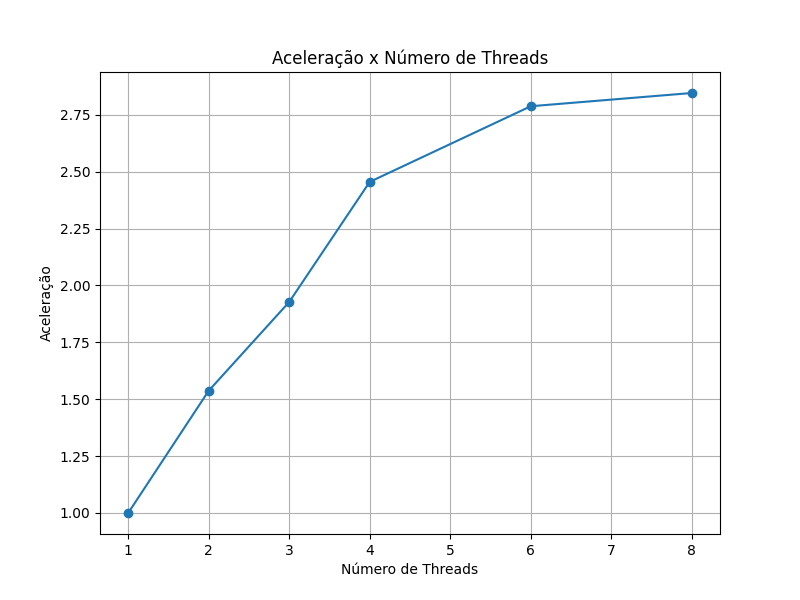 Aceleração x Número de Threads
2.75
2.50
2.25
2.00
1.75
1.50
1.25
1.00
Aceleração
1 2 3 4 5 6 7 8
Número de Threads